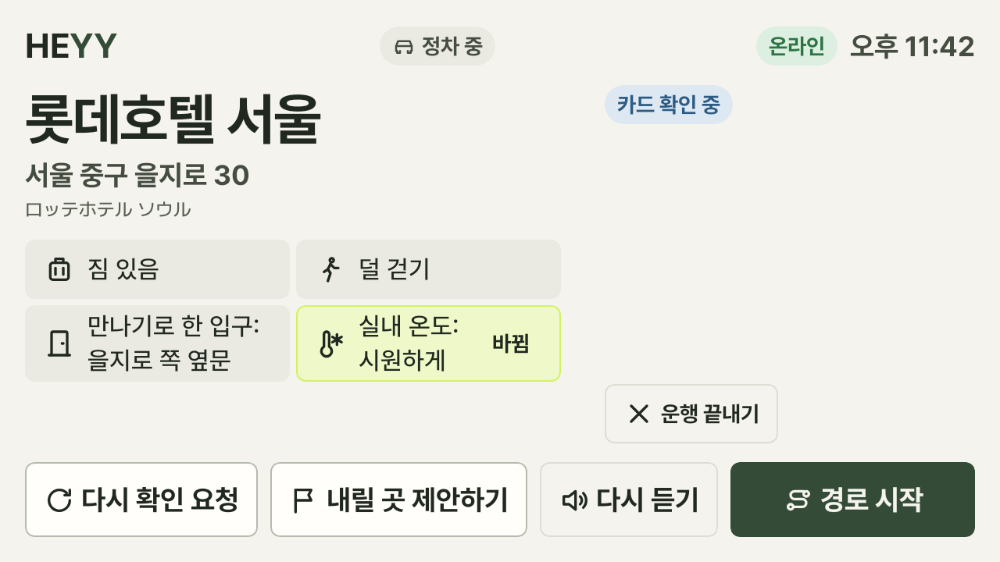 HEYY
정차 중
온라인
오후 11:42
롯데호텔 서울
카드 확인 중
서울 중구 을지로 30
ロッテホテル ソウル
짐 있음
덜 걷기
만나기로 한 입구:
을지로 쪽 옆문
실내 온도:
시원하게
바뀜
운행 끝내기
다시 확인 요청
내릴 곳 제안하기
다시 듣기
경로 시작